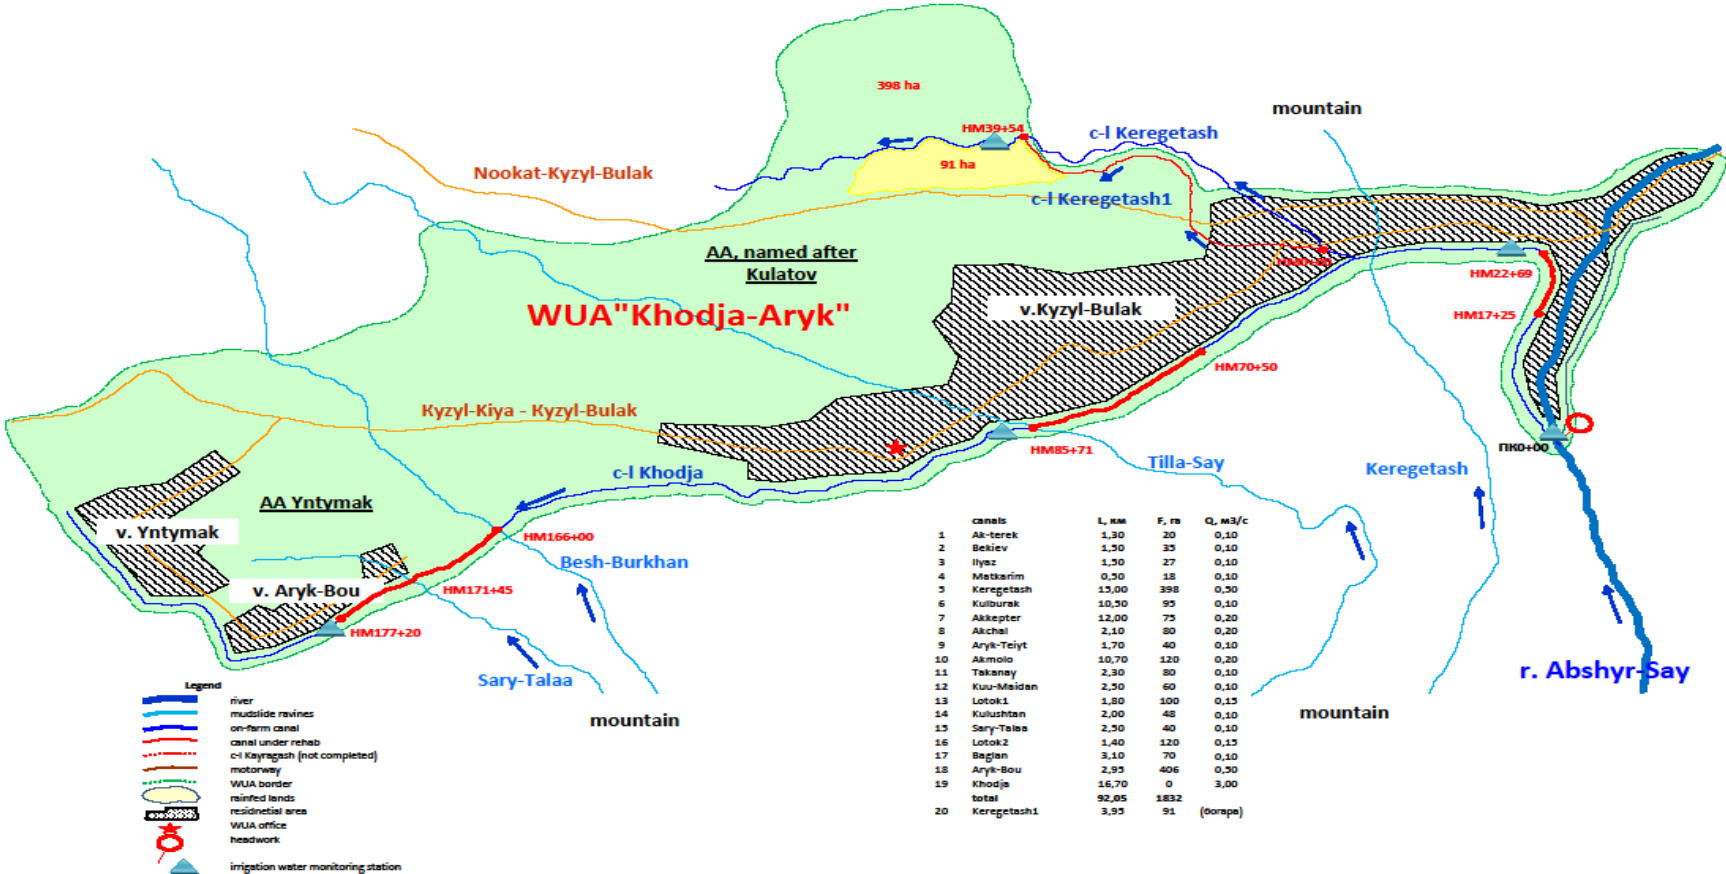 398 ha
mountain
HM39+54
c-l Keregetash
91 ha
Nookat-Kyzyl-Bulak
c-l Keregetash1
AA, named after
Kulatov
WUA"Khodja-Aryk"
v.Kyzyl-Bulak
HM22+69
HM17+25
HM70+50
Kyzyl-Kiya - Kyzyl-Bulak
HM85+71
ПК0+00
c-l Khodja
Tilla-Say
Keregetash
AA Yntymak
v. Yntymak
HM166+00
Besh-Burkhan
v. Aryk-Bou
HM171+45
HM177+20
Sary-Talaa
mountain
r. Abshyr-Say
mountain
canals L, км F, га Q, м3/с
1 Ak-terek 1,30 20 0,10
2 Bekiev 1,50 35 0,10
3 Ilyaz 1,50 27 0,10
4 Matkarim 0,50 18 0,10
5 Keregetash 15,00 398 0,50
6 Kulburak 10,50 95 0,10
7 Akkepter 12,00 75 0,20
8 Akchal 2,10 80 0,20
9 Aryk-Teiyt 1,70 40 0,10
10 Akmolo 10,70 120 0,20
11 Takanay 2,30 80 0,10
12 Kuu-Maidan 2,50 60 0,10
13 Lotok1 1,80 100 0,15
14 Kulushtan 2,00 48 0,10
15 Sary-Talaa 2,50 40 0,10
16 Lotok2 1,40 120 0,15
17 Baglan 3,10 70 0,10
18 Aryk-Bou 2,95 406 0,50
19 Khodja 16,70 0 3,00
total 92,05 1832
20 Keregetash1 3,95 91 (богара)
Legend
river
mudslide ravines
on-farm canal
canal under rehab
c-l Kayragash (not completed)
motorway
WUA border
rainfed lands
residnetial area
WUA office
headwork
irrigation water monitoring station